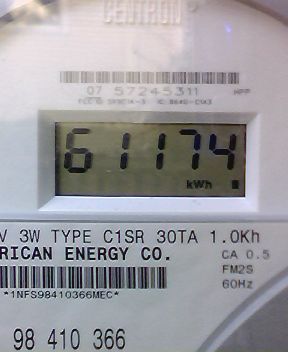 CENTRON
07 57245311
61174
kWh
V 3W TYPE C1SR 30TA 1.0Kh
RICAN ENERGY CO.
CA 0.5
FM2S
60Hz
*1NFS98410366MEC*
98 410 366